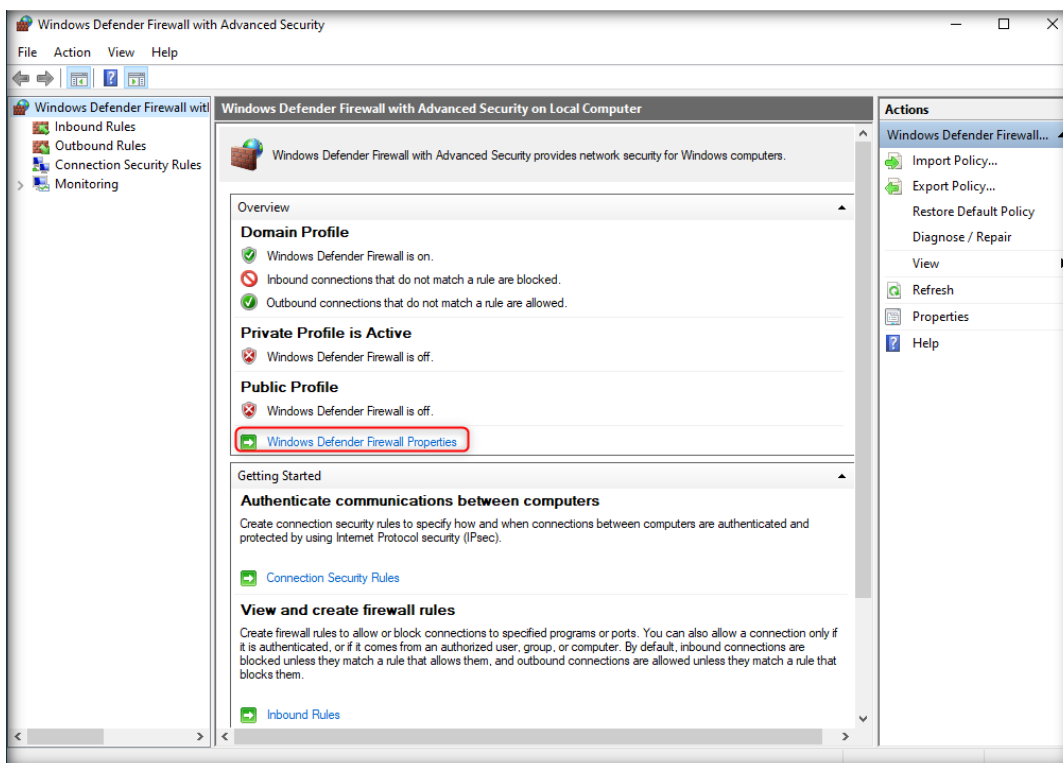 Windows Defender Firewall with Advanced Security
File Action View Help
Windows Defender Firewall witl
Inbound Rules
Outbound Rules
Connection Security Rules
Monitoring
Windows Defender Firewall with Advanced Security on Local Computer
Windows Defender Firewall with Advanced Security provides network security for Windows computers.
Overview
Domain Profile
Windows Defender Firewall is on.
Inbound connections that do not match a rule are blocked.
Outbound connections that do not match a rule are allowed.
Private Profile is Active
Windows Defender Firewall is off.
Public Profile
Windows Defender Firewall is off.
Windows Defender Firewall Properties
Getting Started
Authenticate communications between computers
Create connection security rules to specify how and when connections between computers are authenticated and
protected by using Internet Protocol security (IPsec).
Connection Security Rules
View and create firewall rules
Create firewall rules to allow or block connections to specified programs or ports. You can also allow a connection only if
it is authenticated, or if it comes from an authorized user, group, or computer. By default, inbound connections are
blocked unless they match a rule that allows them, and outbound connections are allowed unless they match a rule that
blocks them.
Inbound Rules
Actions
Windows Defender Firewall...
Import Policy...
Export Policy...
Restore Default Policy
Diagnose / Repair
View
Refresh
Properties
Help